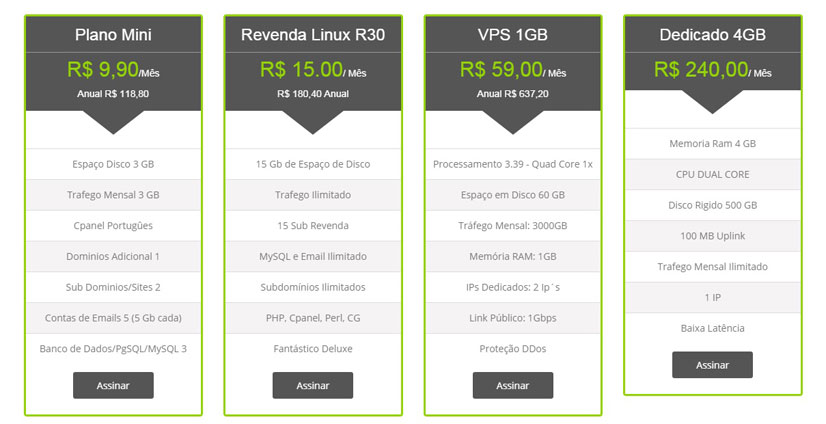 Plano Mini
R$ 9,90/Mês
Anual R$ 118,80
Espaço Disco 3 GB
Trafego Mensal 3 GB
Cpanel Portugûes
Dominios Adicional 1
Sub Dominios/Sites 2
Contas de Emails 5 (5 Gb cada)
Banco de Dados/PgSQL/MySQL 3
Assinar
Revenda Linux R30
R$ 15.00/ Mês
R$ 180,40 Anual
15 Gb de Espaço de Disco
Trafego Ilimitado
15 Sub Revenda
MySQL e Email Ilimitado
Subdomínios Ilimitados
PHP, Cpanel, Perl, CG
Fantástico Deluxe
Assinar
VPS 1GB
R$ 59,00/ Mês
Anual R$ 637,20
Processamento 3.39 - Quad Core 1x
Espaço em Disco 60 GB
Tráfego Mensal: 3000GB
Memória RAM: 1GB
IPs Dedicados: 2 Ip´s
Link Público: 1Gbps
Proteção DDos
Assinar
Dedicado 4GB
R$ 240,00/ Mês
Memoria Ram 4 GB
CPU DUAL CORE
Disco Rigido 500 GB
100 MB Uplink
Trafego Mensal Ilimitado
1 IP
Baixa Latência
Assinar